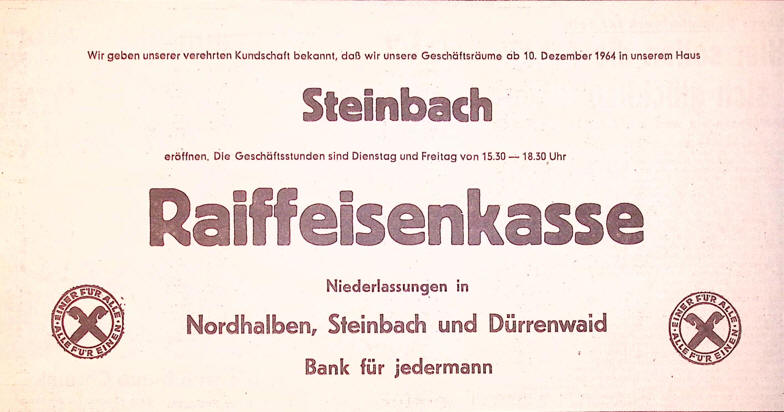 Wir geben unserer verehrten Kundschaft bekannt, daß wir unsere Geschäftsräume ab 10. Dezember 1964 in unserem Haus
Steinbach
eröffnen. Die Geschäftsstunden sind Dienstag und Freitag von 15.30 — 18.30 Uhr
Raiffeisenkasse
Niederlassungen in
Nordhalben, Steinbach und Dürrenwaid
Bank für jedermann
EINER FÜR ALLE · ALLE FÜR EINEN ·
EINER FÜR ALLE · ALLE FÜR EINEN ·